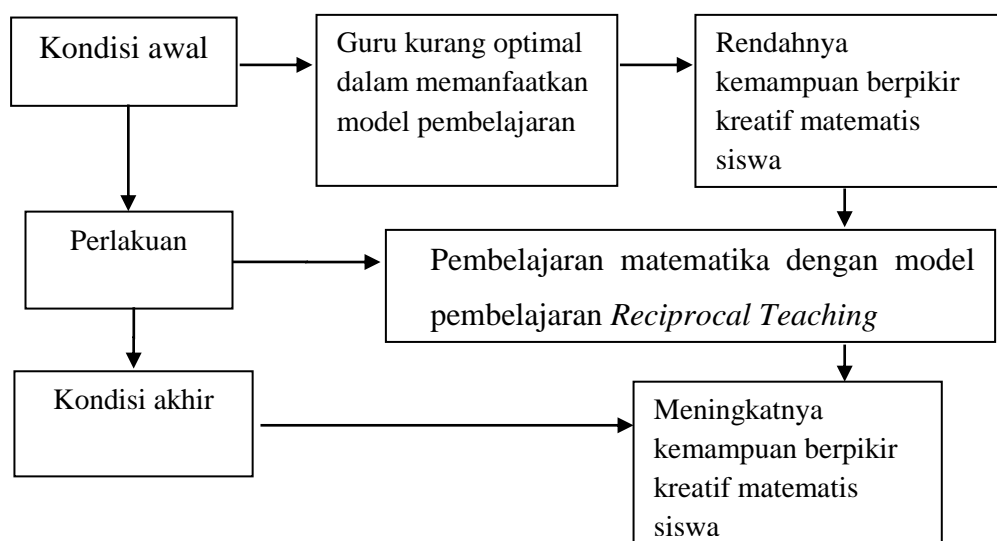 Kondisi awal
Guru kurang optimal
dalam memanfaatkan
model pembelajaran
Rendahnya
kemampuan berpikir
kreatif matematis
siswa
Perlakuan
Pembelajaran matematika dengan model
pembelajaran Reciprocal Teaching
Kondisi akhir
Meningkatnya
kemampuan berpikir
kreatif matematis
siswa